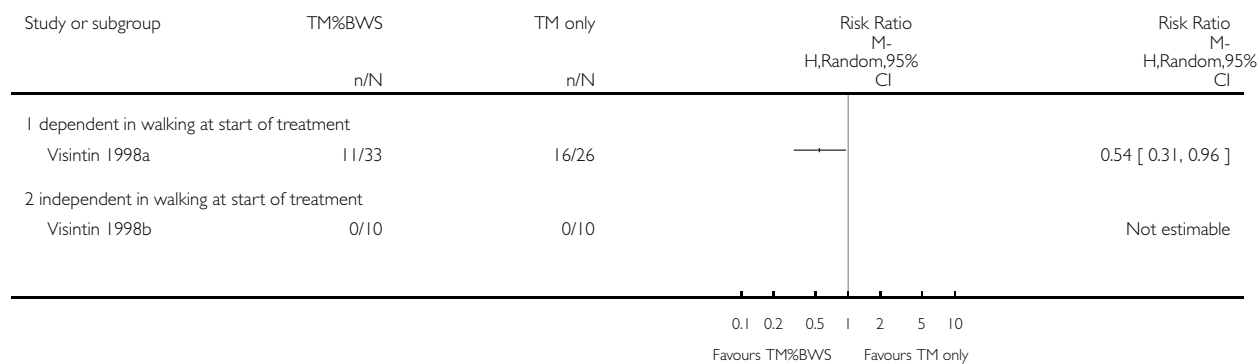 Study or subgroup TM%BWS TM only Risk Ratio Risk Ratio
M- M-
H,Random,95% H,Random,95%
n/N n/N CI CI
1 dependent in walking at start of treatment
Visintin 1998a 11/33 16/26 0.54 [ 0.31, 0.96 ]
2 independent in walking at start of treatment
Visintin 1998b 0/10 0/10 Not estimable
0.1 0.2 0.5 1 2 5 10
Favours TM%BWS Favours TM only